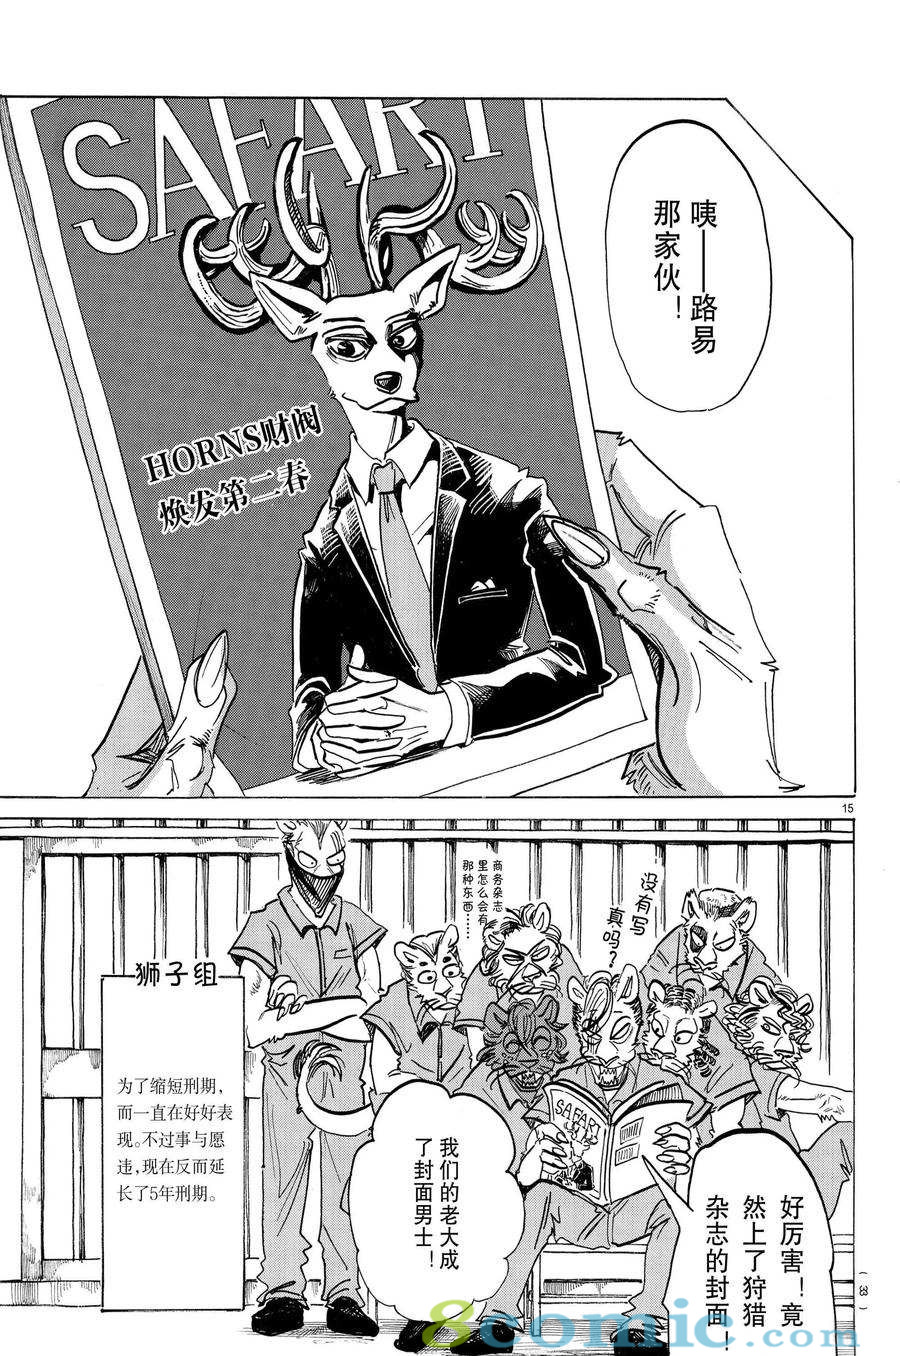 咦——路易
那家伙！
SAFARI
HORNS财阀
焕发第二春
15
没有写
真吗？
商务杂志
里怎么会有
那种东西……
狮子组
为了缩短刑期，
而一直在好好表
现。不过事与愿
违，现在反而延
长了5年刑期。
SAFARI
好厉害！竟
然上了狩猎
杂志的封面！
我们的老大成
了封面男士！
(33)
8comic.com